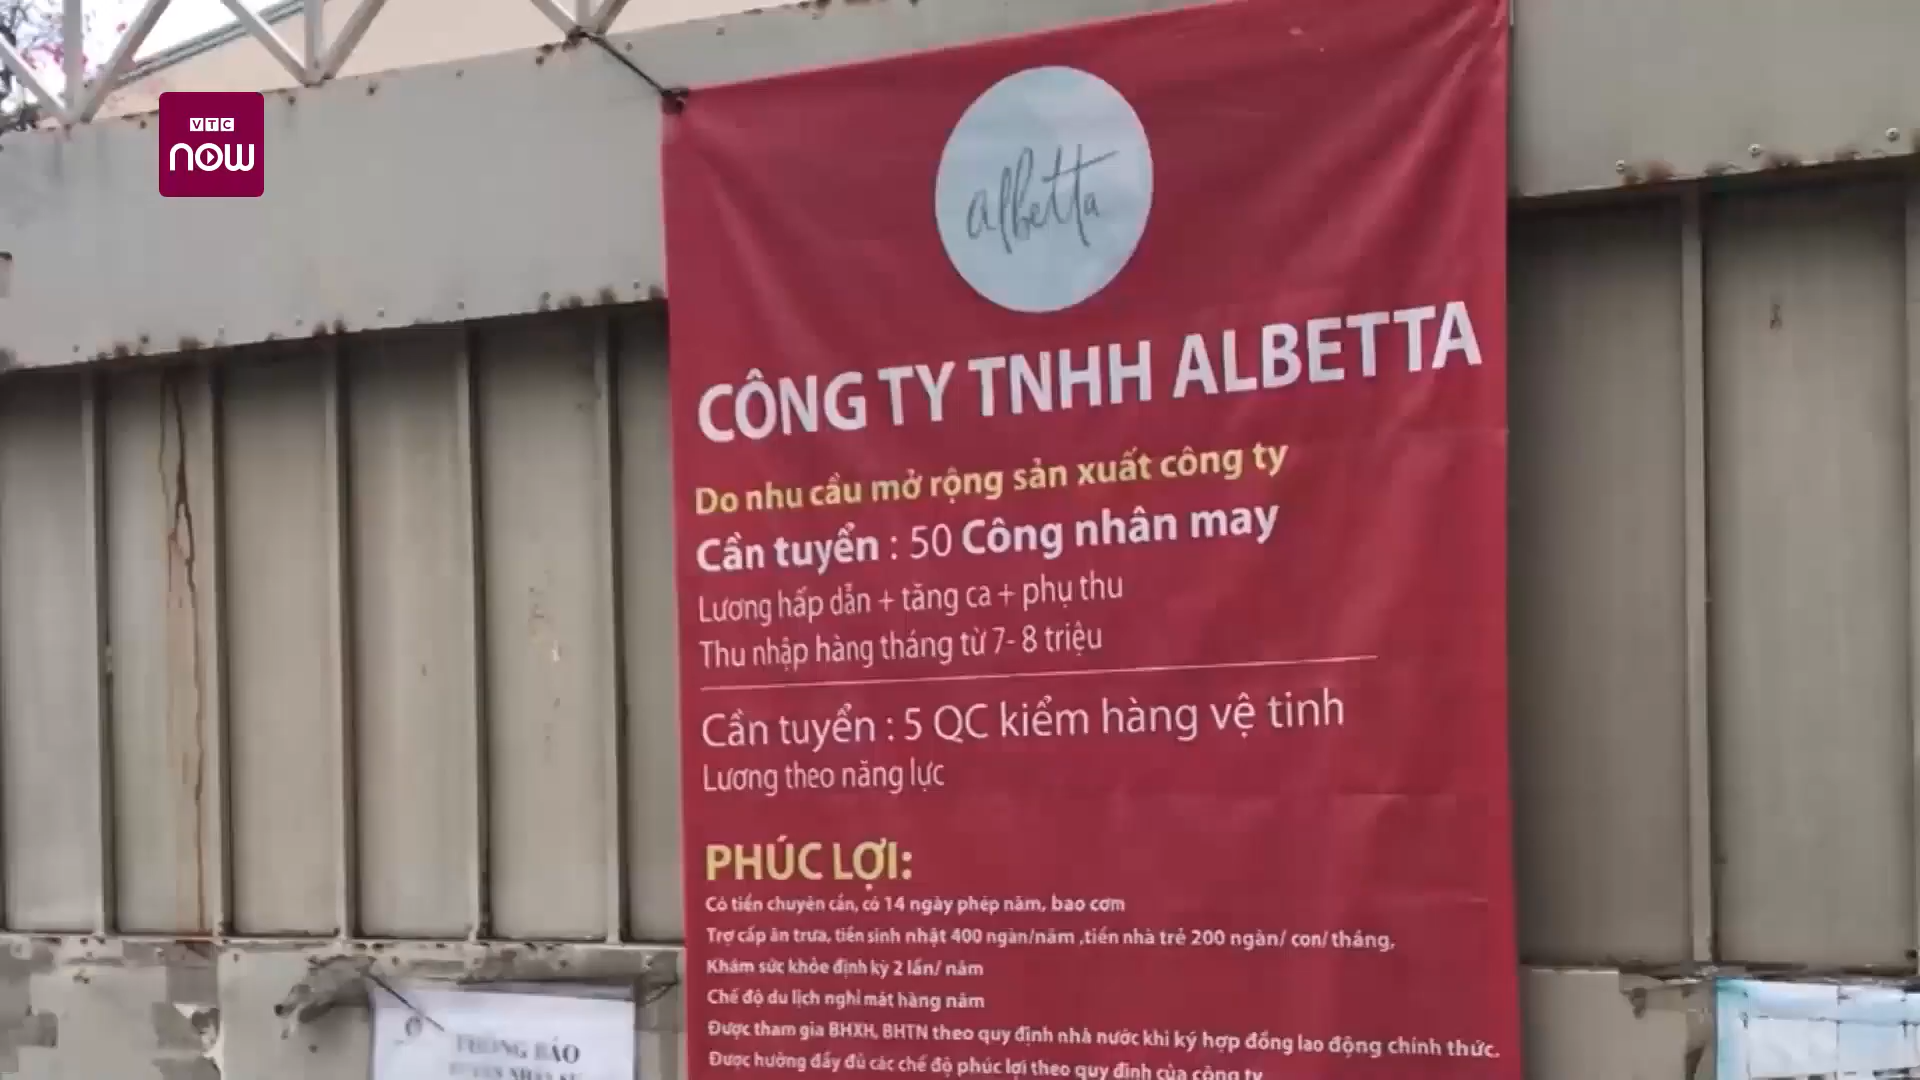 VTC
now
albetta
CÔNG TY TNHH ALBETTA
Do nhu cầu mở rộng sản xuất công ty
Cần tuyển : 50 Công nhân may
Lương hấp dẫn + tăng ca + phụ thu
Thu nhập hàng tháng từ 7- 8 triệu
Cần tuyển : 5 QC kiểm hàng vệ tinh
Lương theo năng lực
PHÚC LỢI:
Có tiền chuyên cần, có 14 ngày phép năm, bao cơm
Trợ cấp ăn trưa, tiền sinh nhật 400 ngàn/năm ,tiền nhà trẻ 200 ngàn/ con/ tháng,
Khám sức khỏe định kỳ 2 lần/ năm
Chế độ du lịch nghỉ mát hàng năm
Được tham gia BHXH, BHTN theo quy định nhà nước khi ký hợp đồng lao động chính thức.
Được hưởng đầy đủ các chế độ phúc lợi theo quy định của công ty
THÔNG BÁO